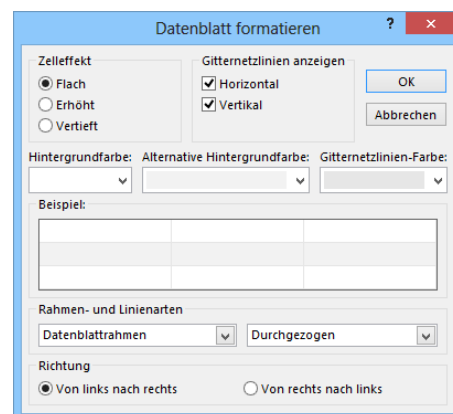 Datenblatt formatieren ? ×
Zelleffekt
Flach
Erhöht
Vertieft
Gitternetzlinien anzeigen
Horizontal
Vertikal
OK
Abbrechen
Hintergrundfarbe: Alternative Hintergrundfarbe: Gitternetzlinien-Farbe:
Beispiel:
Rahmen- und Linienarten
Datenblattrahmen Durchgezogen
Richtung
Von links nach rechts Von rechts nach links